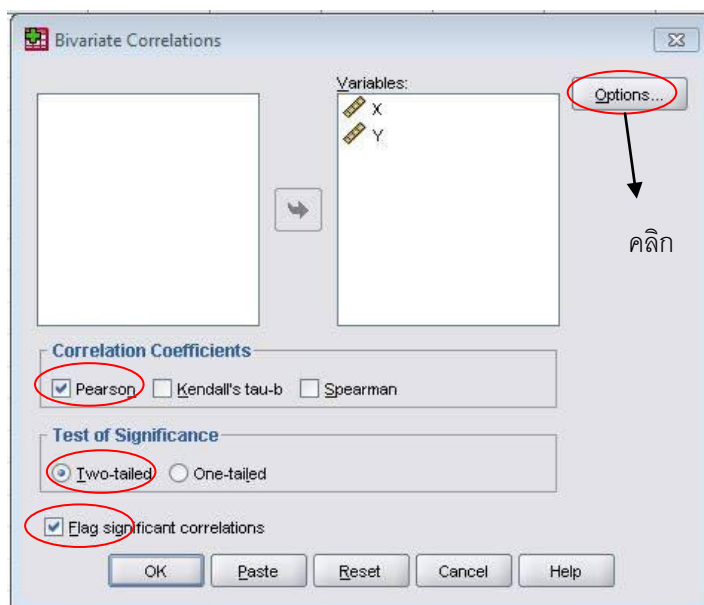 Bivariate Correlations
Variables:
Options...
X
Y
คลิก
Correlation Coefficients
Pearson Kendall's tau-b Spearman
Test of Significance
Two-tailed One-tailed
Flag significant correlations
OK Paste Reset Cancel Help